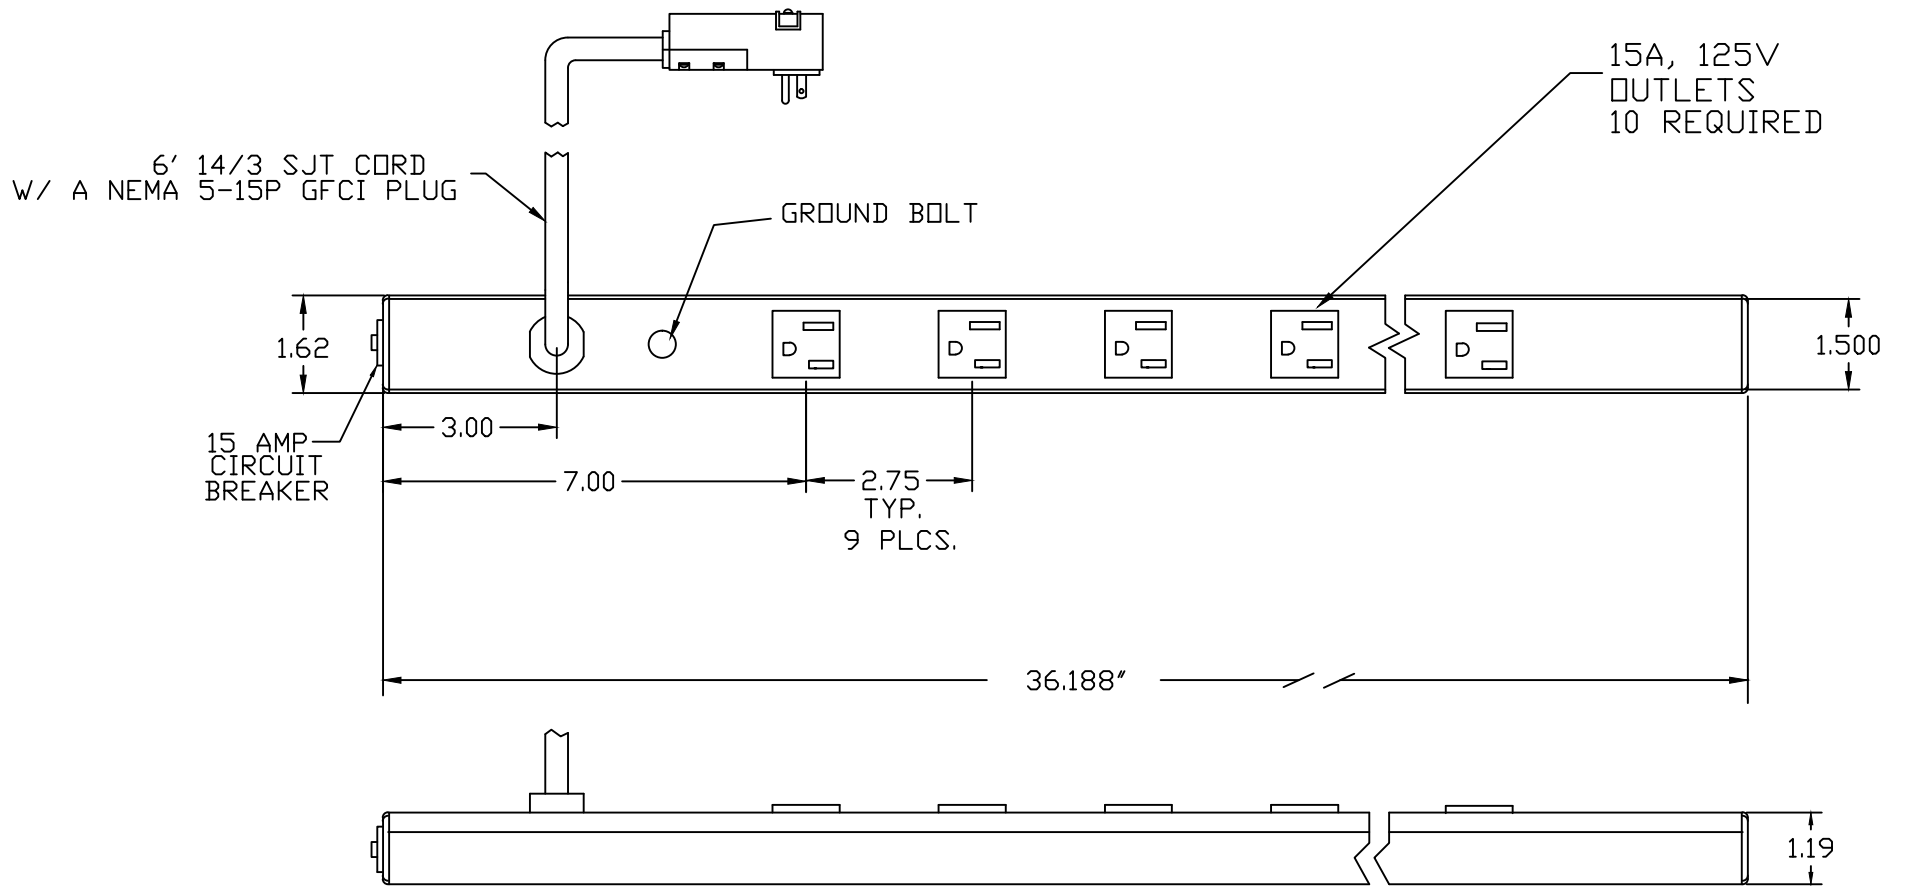 15A, 125V
OUTLETS
10 REQUIRED
6' 14/3 SJT CORD
W/ A NEMA 5-15P GFCI PLUG
GROUND BOLT
1.62
1.500
3.00
15 AMP
CIRCUIT
BREAKER
7.00
2.75
TYP.
9 PLCS.
36.188"
1.19